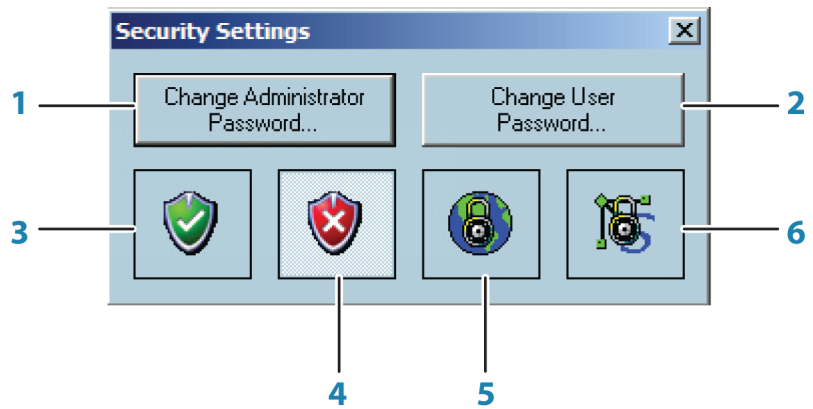 Security Settings
1
Change Administrator
Password...
Change User
Password...
2
3
6
4
5